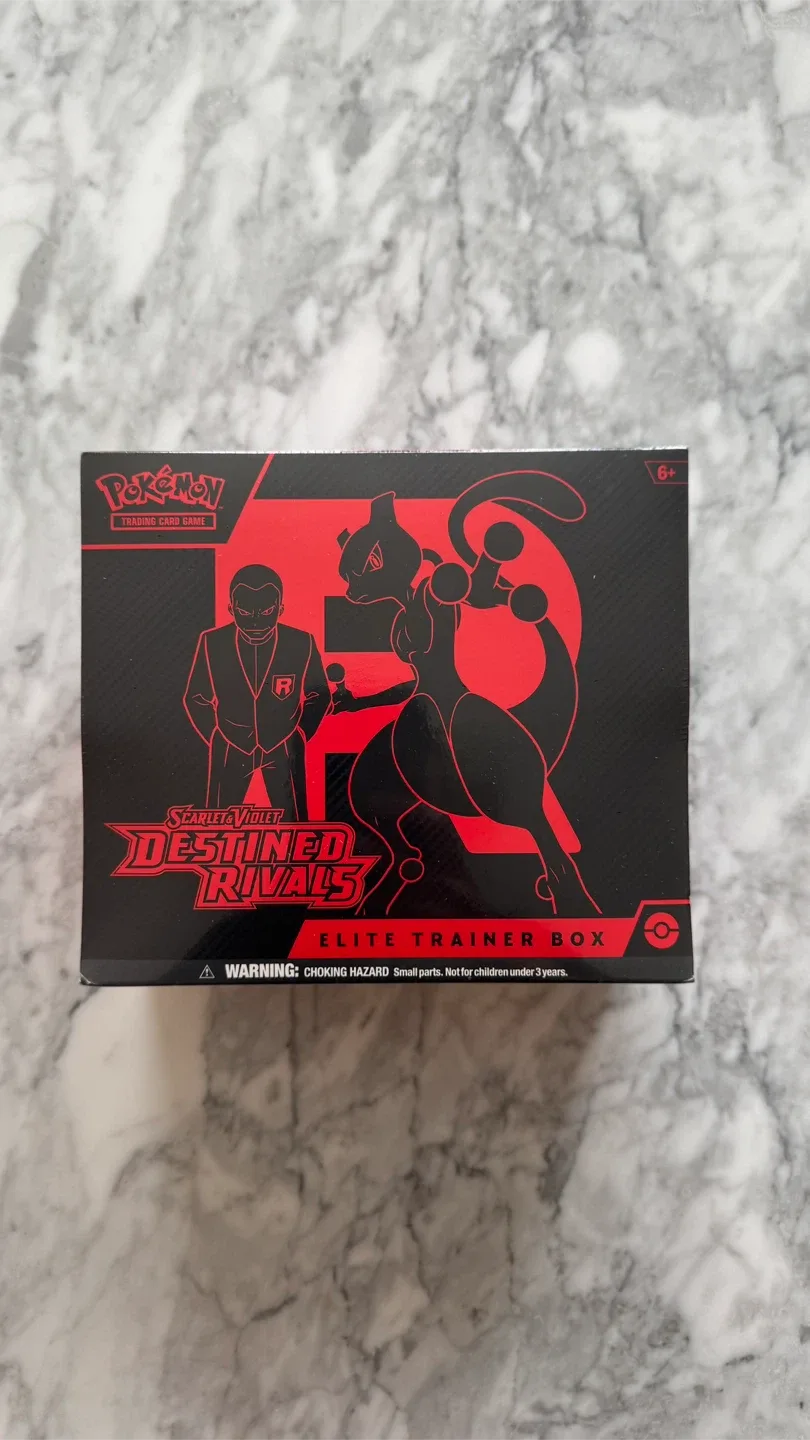 POKéMON
TRADING CARD GAME
6+
R
SCARLET & VIOLET
DESTINED
RIVALS
ELITE TRAINER BOX
WARNING: CHOKING HAZARD Small parts. Not for children under 3 years.